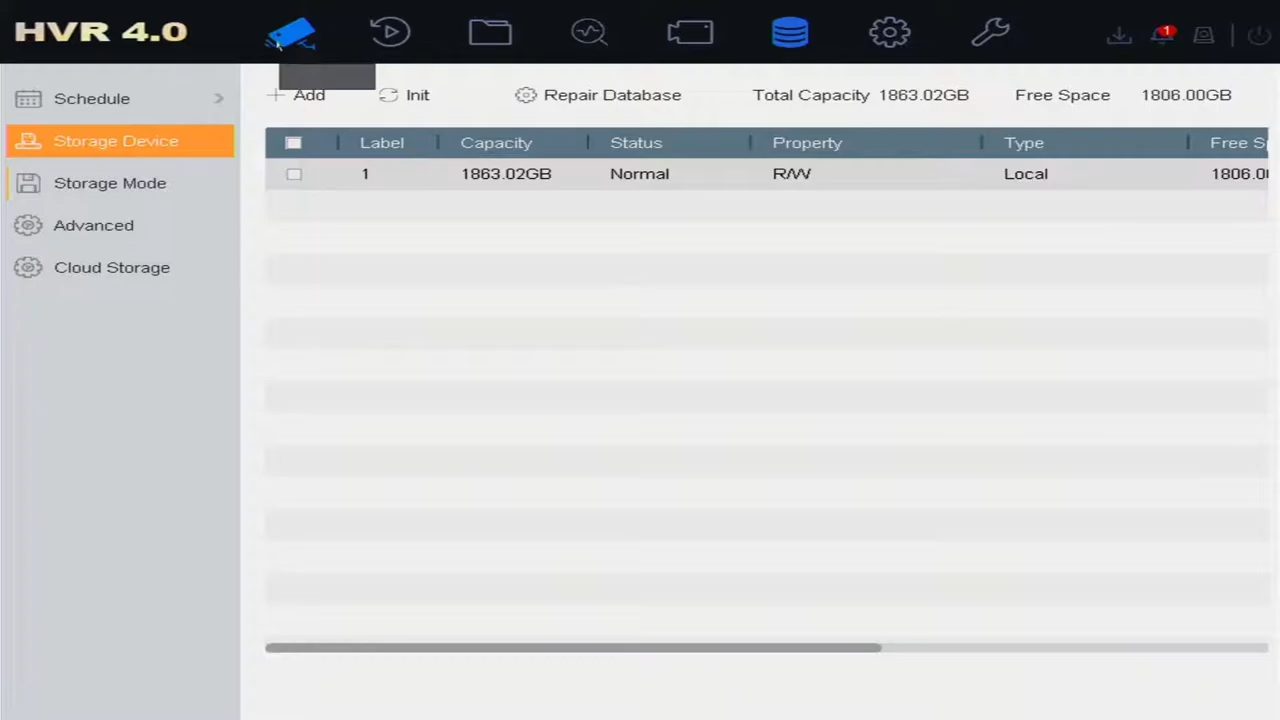 HVR 4.0
1
Schedule
Storage Device
Storage Mode
Advanced
Cloud Storage
Add Init Repair Database Total Capacity 1863.02GB Free Space 1806.00GB
Label Capacity Status Property Type Free
1 1863.02GB Normal R/W Local